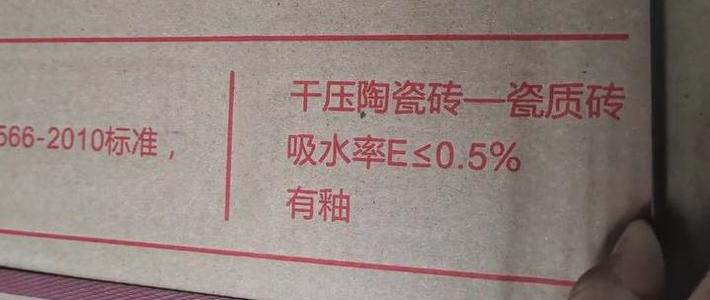 566-2010标准，
干压陶瓷砖—瓷质砖
吸水率E≤0.5%
有釉